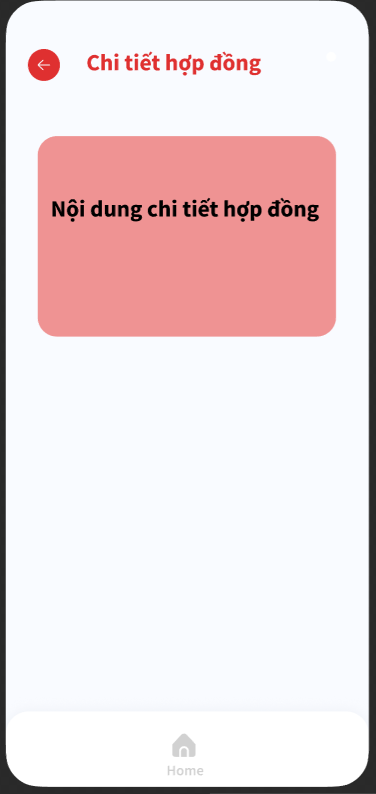 Chi tiết hợp đồng
Nội dung chi tiết hợp đồng
Home